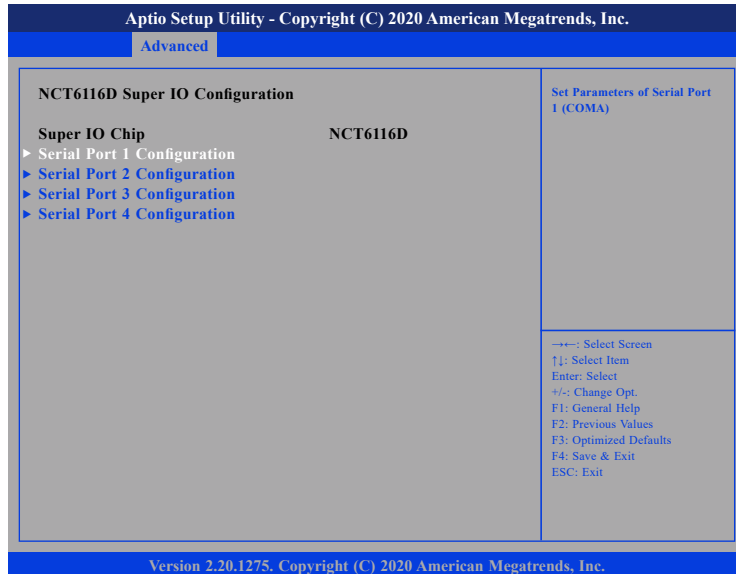 Aptio Setup Utility - Copyright (C) 2020 American Megatrends, Inc.
Advanced
NCT6116D Super IO Configuration
Super IO Chip NCT6116D
▶ Serial Port 1 Configuration
▶ Serial Port 2 Configuration
▶ Serial Port 3 Configuration
▶ Serial Port 4 Configuration
Set Parameters of Serial Port
1 (COMA)
→←: Select Screen
↑↓: Select Item
Enter: Select
+/-: Change Opt.
F1: General Help
F2: Previous Values
F3: Optimized Defaults
F4: Save & Exit
ESC: Exit
Version 2.20.1275. Copyright (C) 2020 American Megatrends, Inc.